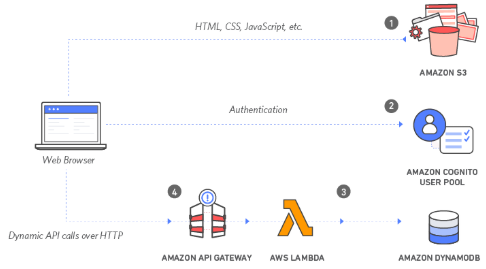 HTML, CSS, JavaScript, etc.
1
AMAZON S3
Authentication
2
Web Browser
AMAZON COGNITO
USER POOL
4
3
Dynamic API calls over HTTP
AMAZON API GATEWAY
AWS LAMBDA
AMAZON DYNAMODB